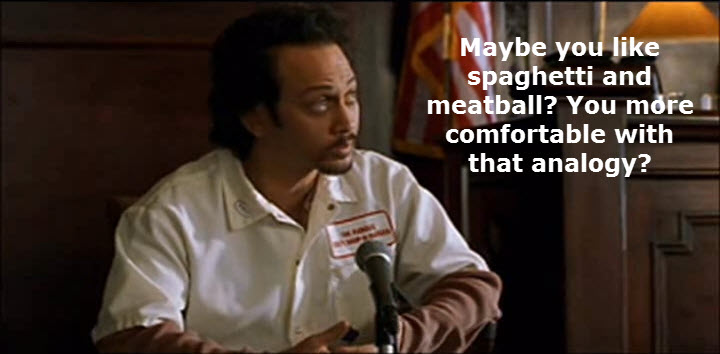 Maybe you like
spaghetti and
meatball? You more
comfortable with
that analogy?